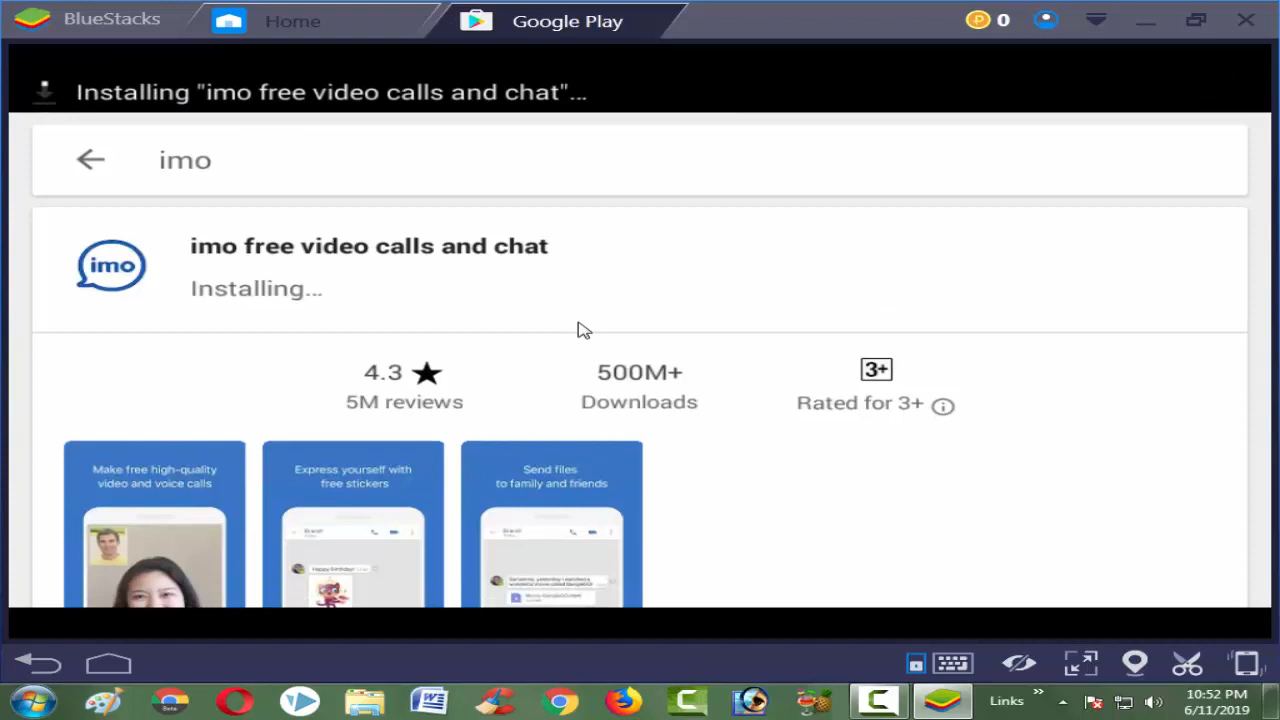 BlueStacks
Home
Google Play
P 0
Installing "imo free video calls and chat"...
imo
imo
imo free video calls and chat
Installing...
4.3 ★
5M reviews
500M+
Downloads
3+
Rated for 3+
Make free high-quality
video and voice calls
Express yourself with
free stickers
Send files
to family and friends
Happy Birthday!
Beta
W
Links
»
10:52 PM
6/11/2019